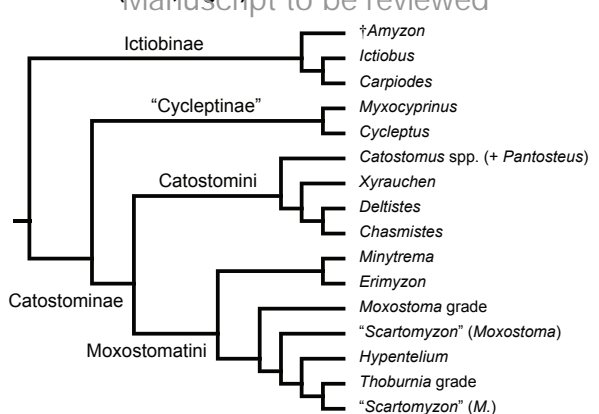 Manuscript to be reviewed
Ictiobinae
†Amyzon
Ictiobus
Carpiodes
“Cycleptinae”
Myxocyprinus
Cycleptus
Catostomus spp. (+ Pantosteus)
Catostomini
Xyrauchen
Deltistes
Chasmistes
Minytrema
Erimyzon
Catostominae
Moxostoma grade
“Scartomyzon” (Moxostoma)
Moxostomatini
Hypentelium
Thoburnia grade
“Scartomyzon” (M.)